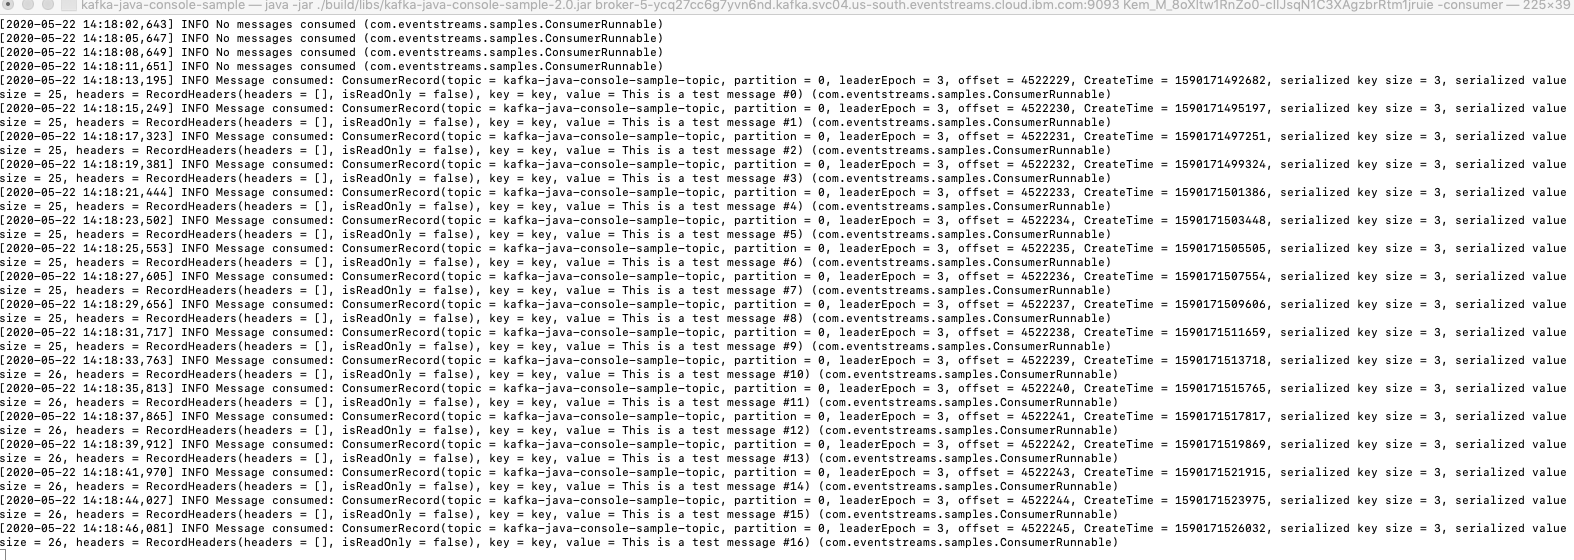 kafka-java-console-sample — java -jar ./build/libs/kafka-java-console-sample-2.0.jar broker-5-ycq27cc6g7yvn6nd.kafka.svc04.us-south.eventstreams.cloud.ibm.com:9093 -consumer — 225×39
[2020-05-22 14:18:02,643] INFO No messages consumed (com.eventstreams.samples.ConsumerRunnable)
[2020-05-22 14:18:05,647] INFO No messages consumed (com.eventstreams.samples.ConsumerRunnable)
[2020-05-22 14:18:08,649] INFO No messages consumed (com.eventstreams.samples.ConsumerRunnable)
[2020-05-22 14:18:11,651] INFO No messages consumed (com.eventstreams.samples.ConsumerRunnable)
[2020-05-22 14:18:13,195] INFO Message consumed: ConsumerRecord(topic = kafka-java-console-sample-topic, partition = 0, leaderEpoch = 3, offset = 4522229, CreateTime = 1590171492682, serialized key size = 3, serialized value
size = 25, headers = RecordHeaders(headers = [], isReadOnly = false), key = key, value = This is a test message #0) (com.eventstreams.samples.ConsumerRunnable)
[2020-05-22 14:18:15,249] INFO Message consumed: ConsumerRecord(topic = kafka-java-console-sample-topic, partition = 0, leaderEpoch = 3, offset = 4522230, CreateTime = 1590171495197, serialized key size = 3, serialized value
size = 25, headers = RecordHeaders(headers = [], isReadOnly = false), key = key, value = This is a test message #1) (com.eventstreams.samples.ConsumerRunnable)
[2020-05-22 14:18:17,323] INFO Message consumed: ConsumerRecord(topic = kafka-java-console-sample-topic, partition = 0, leaderEpoch = 3, offset = 4522231, CreateTime = 1590171497251, serialized key size = 3, serialized value
size = 25, headers = RecordHeaders(headers = [], isReadOnly = false), key = key, value = This is a test message #2) (com.eventstreams.samples.ConsumerRunnable)
[2020-05-22 14:18:19,381] INFO Message consumed: ConsumerRecord(topic = kafka-java-console-sample-topic, partition = 0, leaderEpoch = 3, offset = 4522232, CreateTime = 1590171499324, serialized key size = 3, serialized value
size = 25, headers = RecordHeaders(headers = [], isReadOnly = false), key = key, value = This is a test message #3) (com.eventstreams.samples.ConsumerRunnable)
[2020-05-22 14:18:21,444] INFO Message consumed: ConsumerRecord(topic = kafka-java-console-sample-topic, partition = 0, leaderEpoch = 3, offset = 4522233, CreateTime = 1590171501386, serialized key size = 3, serialized value
size = 25, headers = RecordHeaders(headers = [], isReadOnly = false), key = key, value = This is a test message #4) (com.eventstreams.samples.ConsumerRunnable)
[2020-05-22 14:18:23,502] INFO Message consumed: ConsumerRecord(topic = kafka-java-console-sample-topic, partition = 0, leaderEpoch = 3, offset = 4522234, CreateTime = 1590171503448, serialized key size = 3, serialized value
size = 25, headers = RecordHeaders(headers = [], isReadOnly = false), key = key, value = This is a test message #5) (com.eventstreams.samples.ConsumerRunnable)
[2020-05-22 14:18:25,553] INFO Message consumed: ConsumerRecord(topic = kafka-java-console-sample-topic, partition = 0, leaderEpoch = 3, offset = 4522235, CreateTime = 1590171505505, serialized key size = 3, serialized value
size = 25, headers = RecordHeaders(headers = [], isReadOnly = false), key = key, value = This is a test message #6) (com.eventstreams.samples.ConsumerRunnable)
[2020-05-22 14:18:27,605] INFO Message consumed: ConsumerRecord(topic = kafka-java-console-sample-topic, partition = 0, leaderEpoch = 3, offset = 4522236, CreateTime = 1590171507554, serialized key size = 3, serialized value
size = 25, headers = RecordHeaders(headers = [], isReadOnly = false), key = key, value = This is a test message #7) (com.eventstreams.samples.ConsumerRunnable)
[2020-05-22 14:18:29,656] INFO Message consumed: ConsumerRecord(topic = kafka-java-console-sample-topic, partition = 0, leaderEpoch = 3, offset = 4522237, CreateTime = 1590171509606, serialized key size = 3, serialized value
size = 25, headers = RecordHeaders(headers = [], isReadOnly = false), key = key, value = This is a test message #8) (com.eventstreams.samples.ConsumerRunnable)
[2020-05-22 14:18:31,717] INFO Message consumed: ConsumerRecord(topic = kafka-java-console-sample-topic, partition = 0, leaderEpoch = 3, offset = 4522238, CreateTime = 1590171511659, serialized key size = 3, serialized value
size = 25, headers = RecordHeaders(headers = [], isReadOnly = false), key = key, value = This is a test message #9) (com.eventstreams.samples.ConsumerRunnable)
[2020-05-22 14:18:33,763] INFO Message consumed: ConsumerRecord(topic = kafka-java-console-sample-topic, partition = 0, leaderEpoch = 3, offset = 4522239, CreateTime = 1590171513718, serialized key size = 3, serialized value
size = 26, headers = RecordHeaders(headers = [], isReadOnly = false), key = key, value = This is a test message #10) (com.eventstreams.samples.ConsumerRunnable)
[2020-05-22 14:18:35,813] INFO Message consumed: ConsumerRecord(topic = kafka-java-console-sample-topic, partition = 0, leaderEpoch = 3, offset = 4522240, CreateTime = 1590171515765, serialized key size = 3, serialized value
size = 26, headers = RecordHeaders(headers = [], isReadOnly = false), key = key, value = This is a test message #11) (com.eventstreams.samples.ConsumerRunnable)
[2020-05-22 14:18:37,865] INFO Message consumed: ConsumerRecord(topic = kafka-java-console-sample-topic, partition = 0, leaderEpoch = 3, offset = 4522241, CreateTime = 1590171517817, serialized key size = 3, serialized value
size = 26, headers = RecordHeaders(headers = [], isReadOnly = false), key = key, value = This is a test message #12) (com.eventstreams.samples.ConsumerRunnable)
[2020-05-22 14:18:39,912] INFO Message consumed: ConsumerRecord(topic = kafka-java-console-sample-topic, partition = 0, leaderEpoch = 3, offset = 4522242, CreateTime = 1590171519869, serialized key size = 3, serialized value
size = 26, headers = RecordHeaders(headers = [], isReadOnly = false), key = key, value = This is a test message #13) (com.eventstreams.samples.ConsumerRunnable)
[2020-05-22 14:18:41,970] INFO Message consumed: ConsumerRecord(topic = kafka-java-console-sample-topic, partition = 0, leaderEpoch = 3, offset = 4522243, CreateTime = 1590171521915, serialized key size = 3, serialized value
size = 26, headers = RecordHeaders(headers = [], isReadOnly = false), key = key, value = This is a test message #14) (com.eventstreams.samples.ConsumerRunnable)
[2020-05-22 14:18:44,027] INFO Message consumed: ConsumerRecord(topic = kafka-java-console-sample-topic, partition = 0, leaderEpoch = 3, offset = 4522244, CreateTime = 1590171523975, serialized key size = 3, serialized value
size = 26, headers = RecordHeaders(headers = [], isReadOnly = false), key = key, value = This is a test message #15) (com.eventstreams.samples.ConsumerRunnable)
[2020-05-22 14:18:46,081] INFO Message consumed: ConsumerRecord(topic = kafka-java-console-sample-topic, partition = 0, leaderEpoch = 3, offset = 4522245, CreateTime = 1590171526032, serialized key size = 3, serialized value
size = 26, headers = RecordHeaders(headers = [], isReadOnly = false), key = key, value = This is a test message #16) (com.eventstreams.samples.ConsumerRunnable)